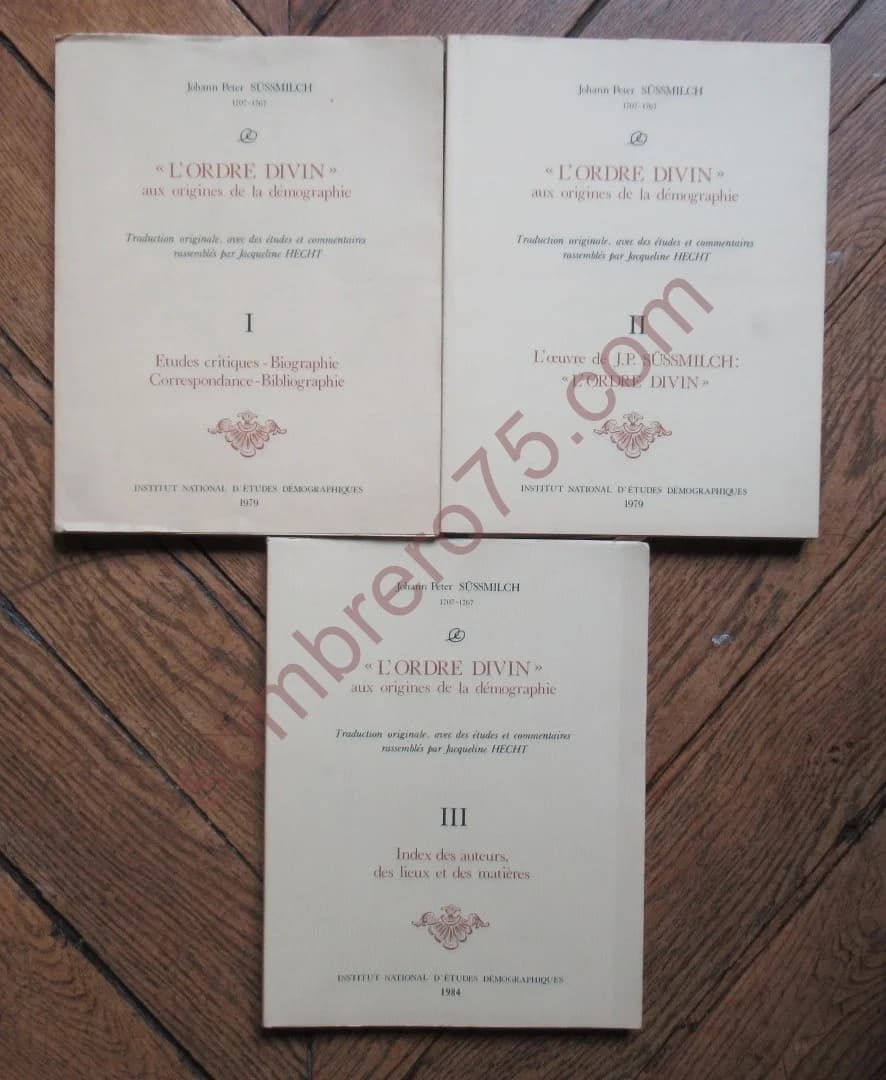 Johann Peter SÜSSMILCH
1707-1767
« L'ORDRE DIVIN »
aux origines de la démographie
Traduction originale, avec des études et commentaires
rassemblés par Jacqueline HECHT
I
Etudes critiques - Biographie
Correspondance - Bibliographie
INSTITUT NATIONAL D'ÉTUDES DÉMOGRAPHIQUES
1979
Johann Peter SÜSSMILCH
1707-1767
« L'ORDRE DIVIN »
aux origines de la démographie
Traduction originale, avec des études et commentaires
rassemblés par Jacqueline HECHT
II
L'œuvre de J.P. SÜSSMILCH:
« L'ORDRE DIVIN »
INSTITUT NATIONAL D'ÉTUDES DÉMOGRAPHIQUES
1979
Johann Peter SÜSSMILCH
1707-1767
« L'ORDRE DIVIN »
aux origines de la démographie
Traduction originale, avec des études et commentaires
rassemblés par Jacqueline HECHT
III
Index des auteurs,
des lieux et des matières
INSTITUT NATIONAL D'ÉTUDES DÉMOGRAPHIQUES
1984
sombrero75.com